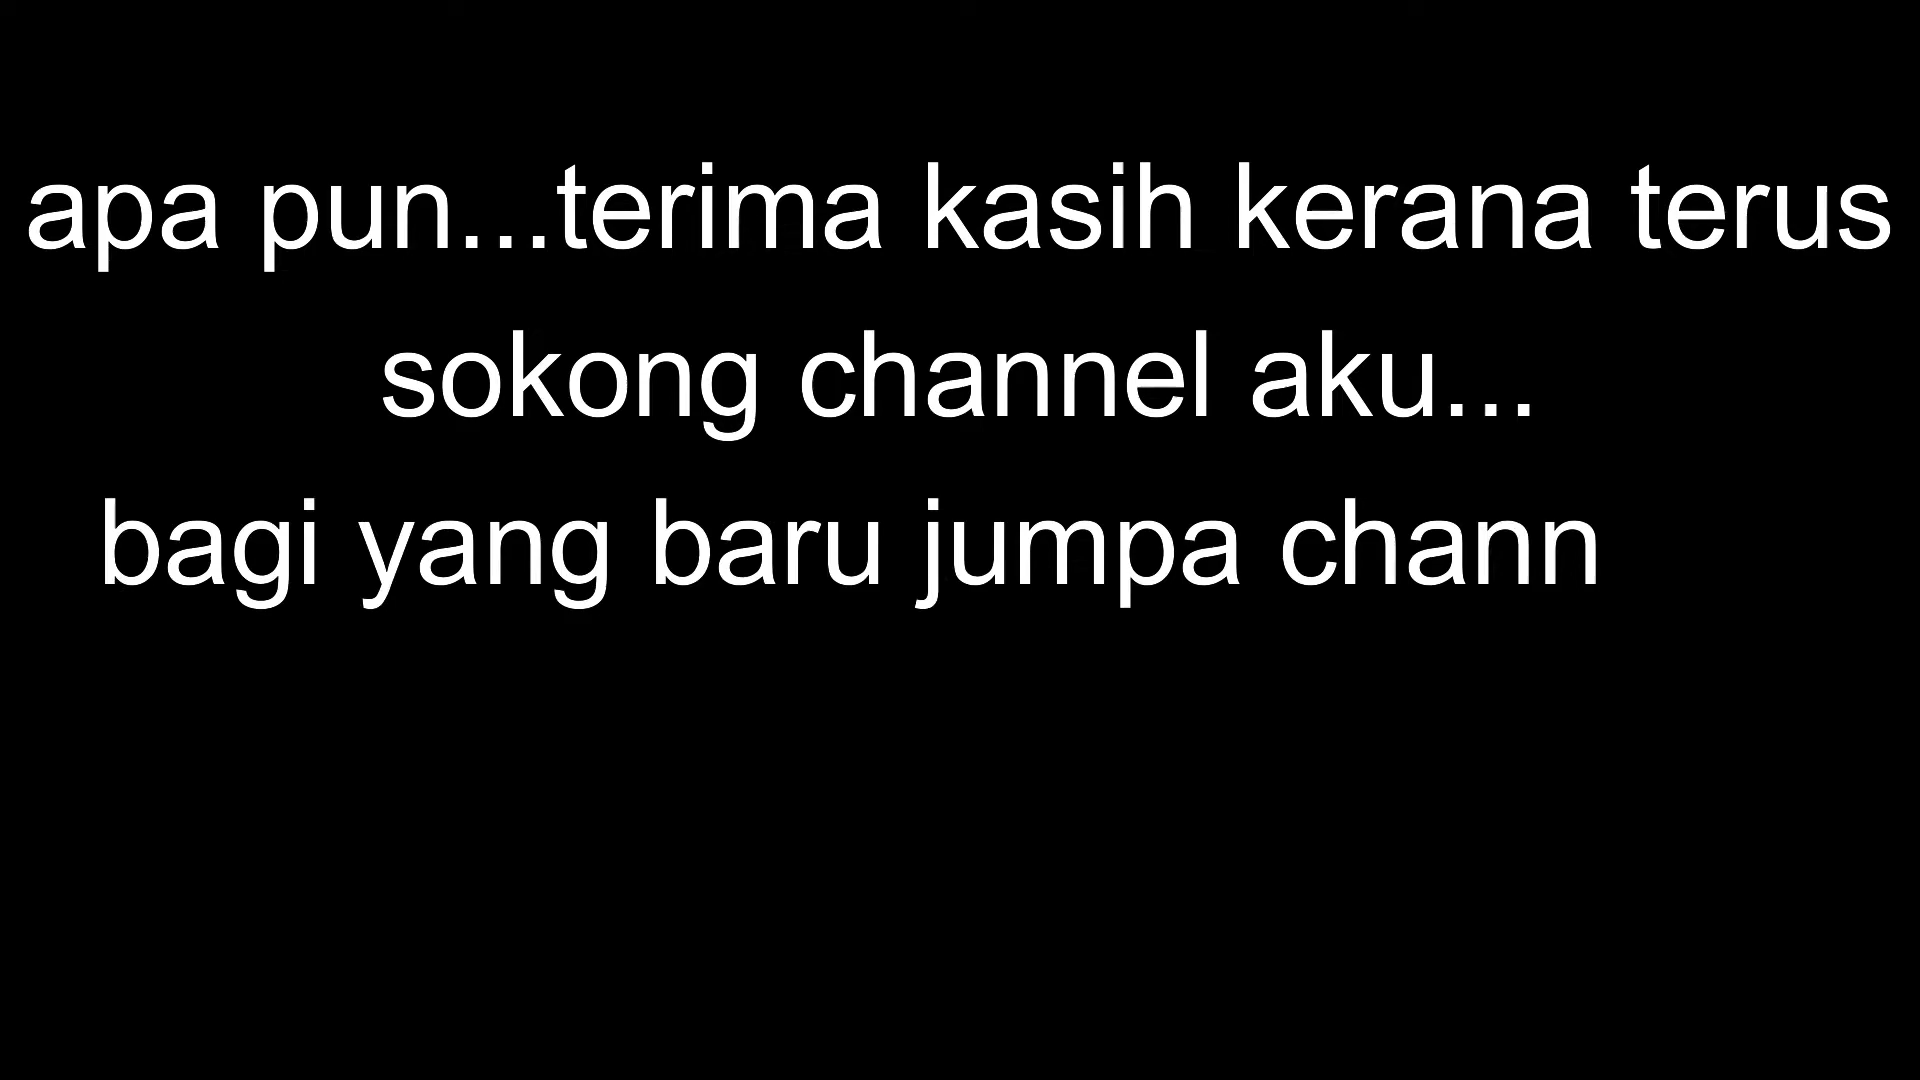 apa pun...terima kasih kerana terus
sokong channel aku...
bagi yang baru jumpa chann